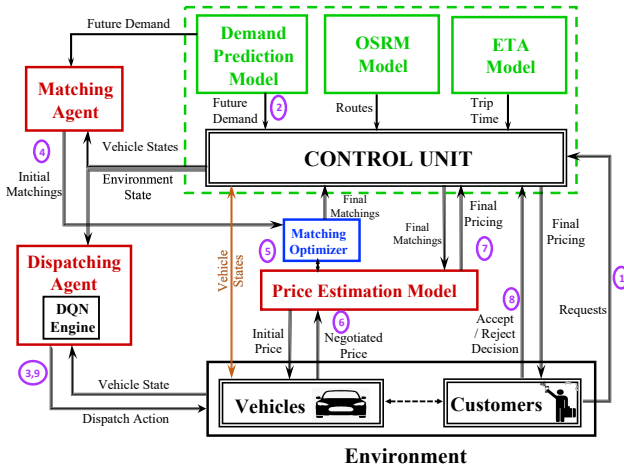 Future Demand
Demand
Prediction
Model
OSRM
Model
ETA
Model
Matching
Agent
Future
Demand
2
Routes
Trip
Time
4
Vehicle States
Environment
State
Initial
Matchings
CONTROL UNIT
Final
Matchings
Final
Matchings
Final
Pricing
Final
Pricing
5
Matching
Optimizer
7
1
Dispatching
Agent
DQN
Engine
Vehicle
States
Price Estimation Model
8
Requests
Accept
/ Reject
Decision
6
Initial
Price
Negotiated
Price
3,9
Vehicle State
Dispatch Action
Vehicles
Customers
Environment